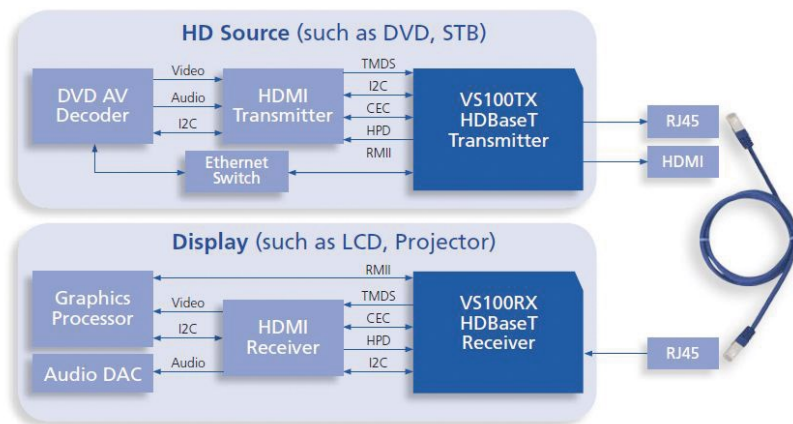 HD Source (such as DVD, STB)
DVD AV
Decoder
Video
Audio
I2C
HDMI
Transmitter
TMDS
I2C
CEC
HPD
RMII
Ethernet
Switch
VS100TX
HDBaseT
Transmitter
RJ45
HDMI
Display (such as LCD, Projector)
Graphics
Processor
Audio DAC
RMII
Video
I2C
Audio
HDMI
Receiver
TMDS
CEC
HPD
I2C
VS100RX
HDBaseT
Receiver
RJ45